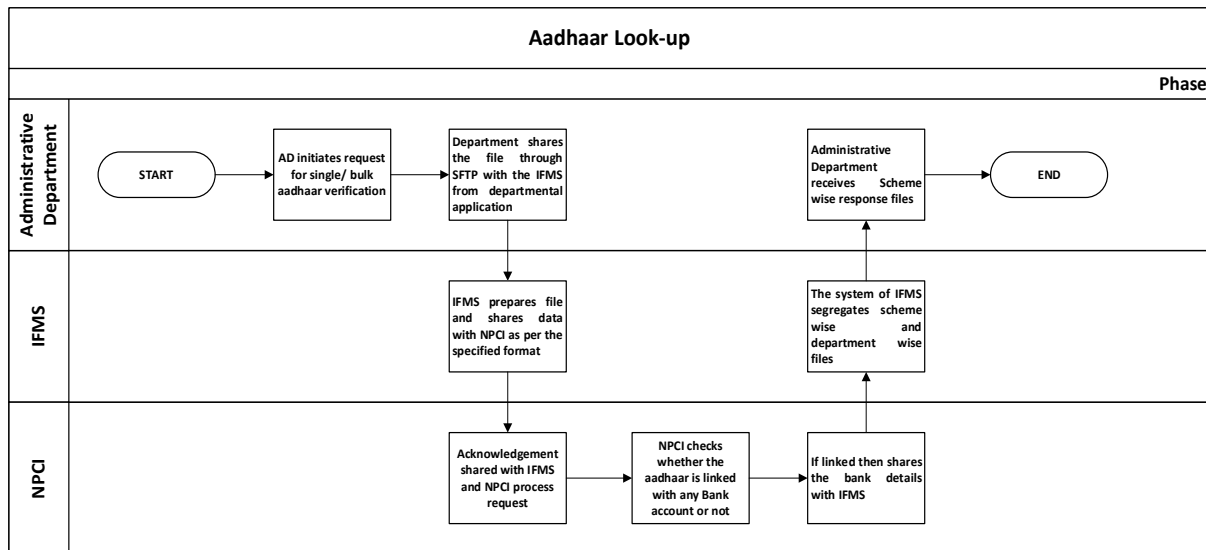 Aadhaar Look-up
Phase
Administrative
Department
START
AD initiates request
for single/ bulk
aadhaar verification
Department shares
the file through
SFTP with the IFMS
from departmental
application
Administrative
Department
receives Scheme
wise response files
END
IFMS
IFMS prepares file
and shares data
with NPCI as per the
specified format
The system of IFMS
segregates scheme
wise and
department wise
files
NPCI
Acknowledgement
shared with IFMS
and NPCI process
request
NPCI checks
whether the
aadhaar is linked
with any Bank
account or not
If linked then shares
the bank details
with IFMS